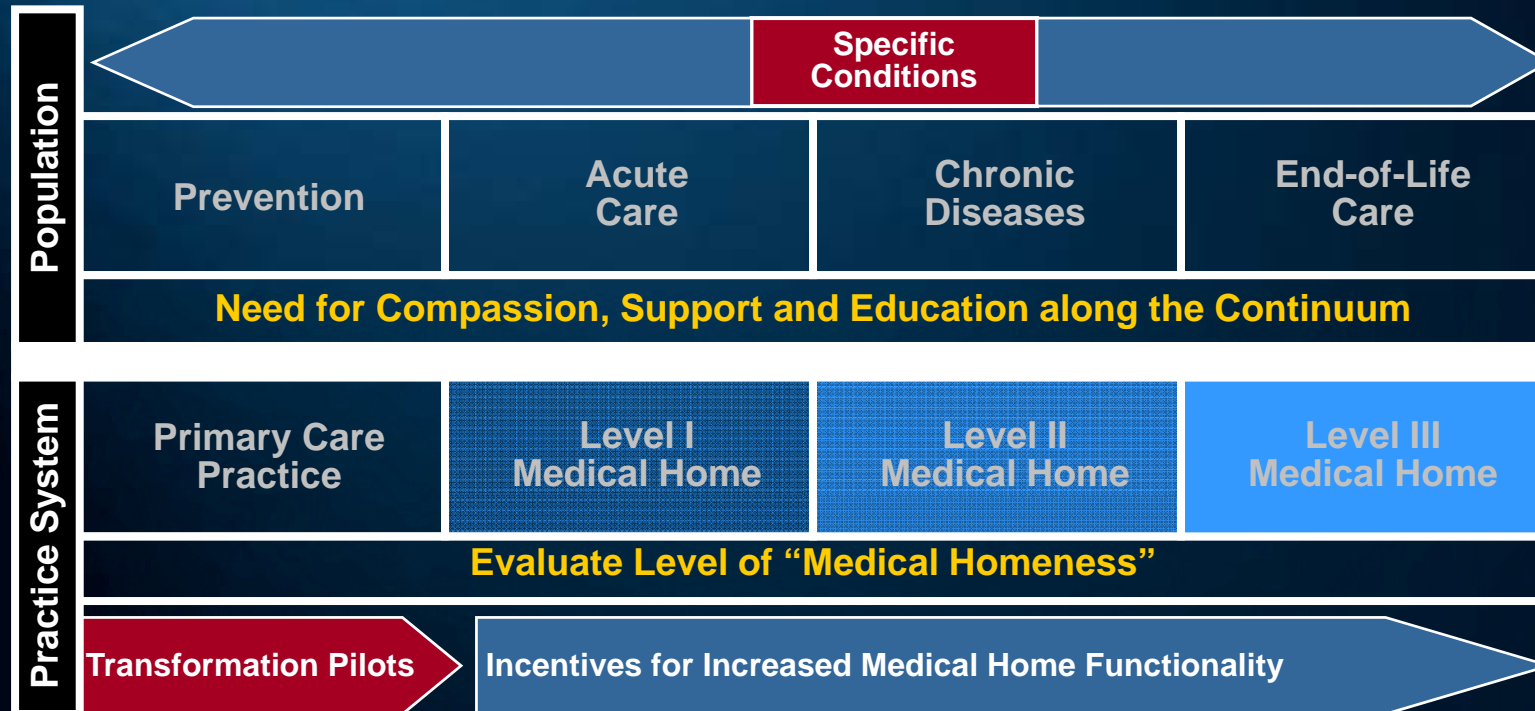 Population
Specific
Conditions
Prevention
Acute
Care
Chronic
Diseases
End-of-Life
Care
Need for Compassion, Support and Education along the Continuum
Practice System
Primary Care
Practice
Level I
Medical Home
Level II
Medical Home
Level III
Medical Home
Evaluate Level of “Medical Homeness”
Transformation Pilots
Incentives for Increased Medical Home Functionality